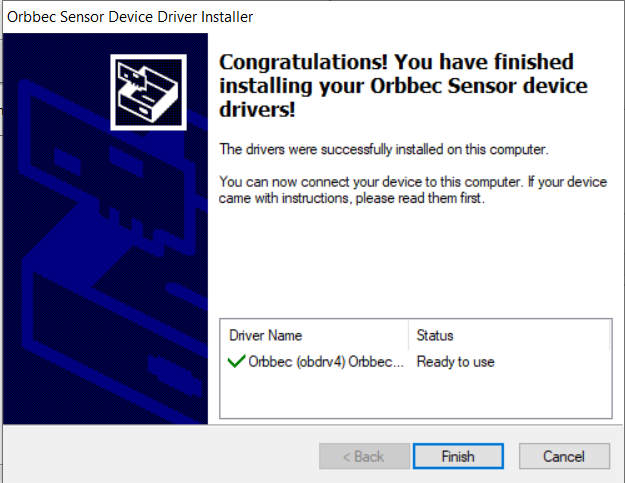 Orbbec Sensor Device Driver Installer
Congratulations! You have finished
installing your Orbbec Sensor device
drivers!
The drivers were successfully installed on this computer.
You can now connect your device to this computer. If your device
came with instructions, please read them first.
Driver Name Status
Orbbec (obdrv4) Orbbec... Ready to use
< Back Finish Cancel